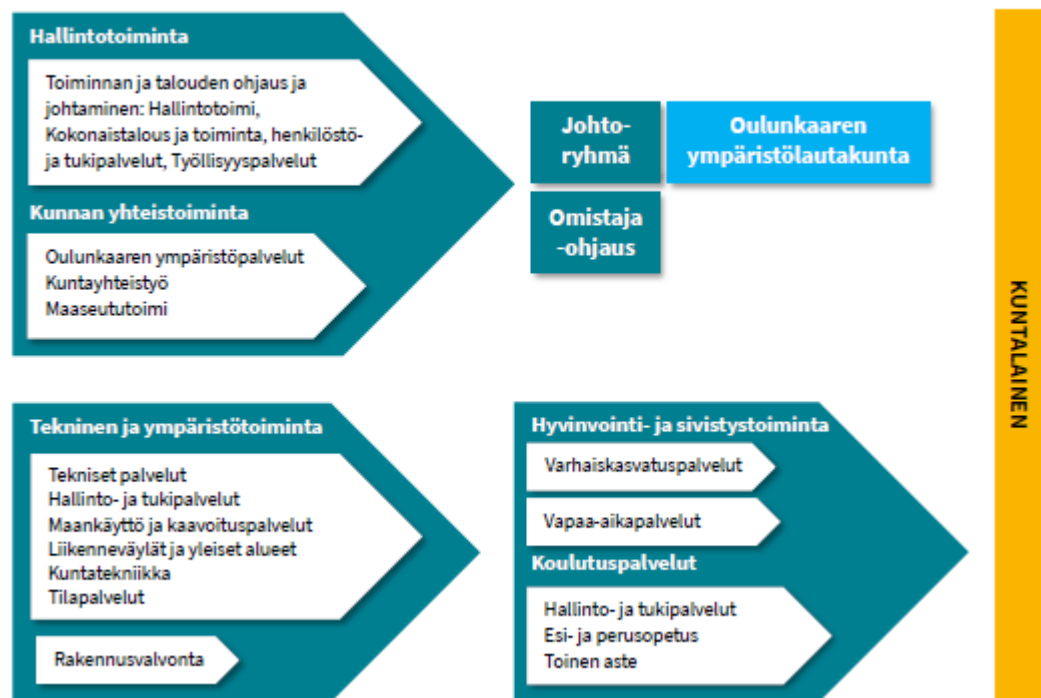 Hallintotoiminta
Toiminnan ja talouden ohjaus ja
johtaminen: Hallintotoimi,
Kokonaistalous ja toiminta, henkilöstö-
ja tukipalvelut, Työllisyyspalvelut
Kunnan yhteistoiminta
Oulunkaaren ympäristöpalvelut
Kuntayhteistyö
Maaseututoimi
Johto-
ryhmä
Oulunkaaren
ympäristölautakunta
Omistaja
-ohjaus
KUNTALAINEN
Tekninen ja ympäristötoiminta
Tekniset palvelut
Hallinto- ja tukipalvelut
Maankäyttö ja kaavoituspalvelut
Liikenneväylät ja yleiset alueet
Kuntatekniikka
Tilapalvelut
Rakennusvalvonta
Hyvinvointi- ja sivistystoiminta
Varhaiskasvatuspalvelut
Vapaa-aikapalvelut
Koulutuspalvelut
Hallinto- ja tukipalvelut
Esi- ja perusopetus
Toinen aste